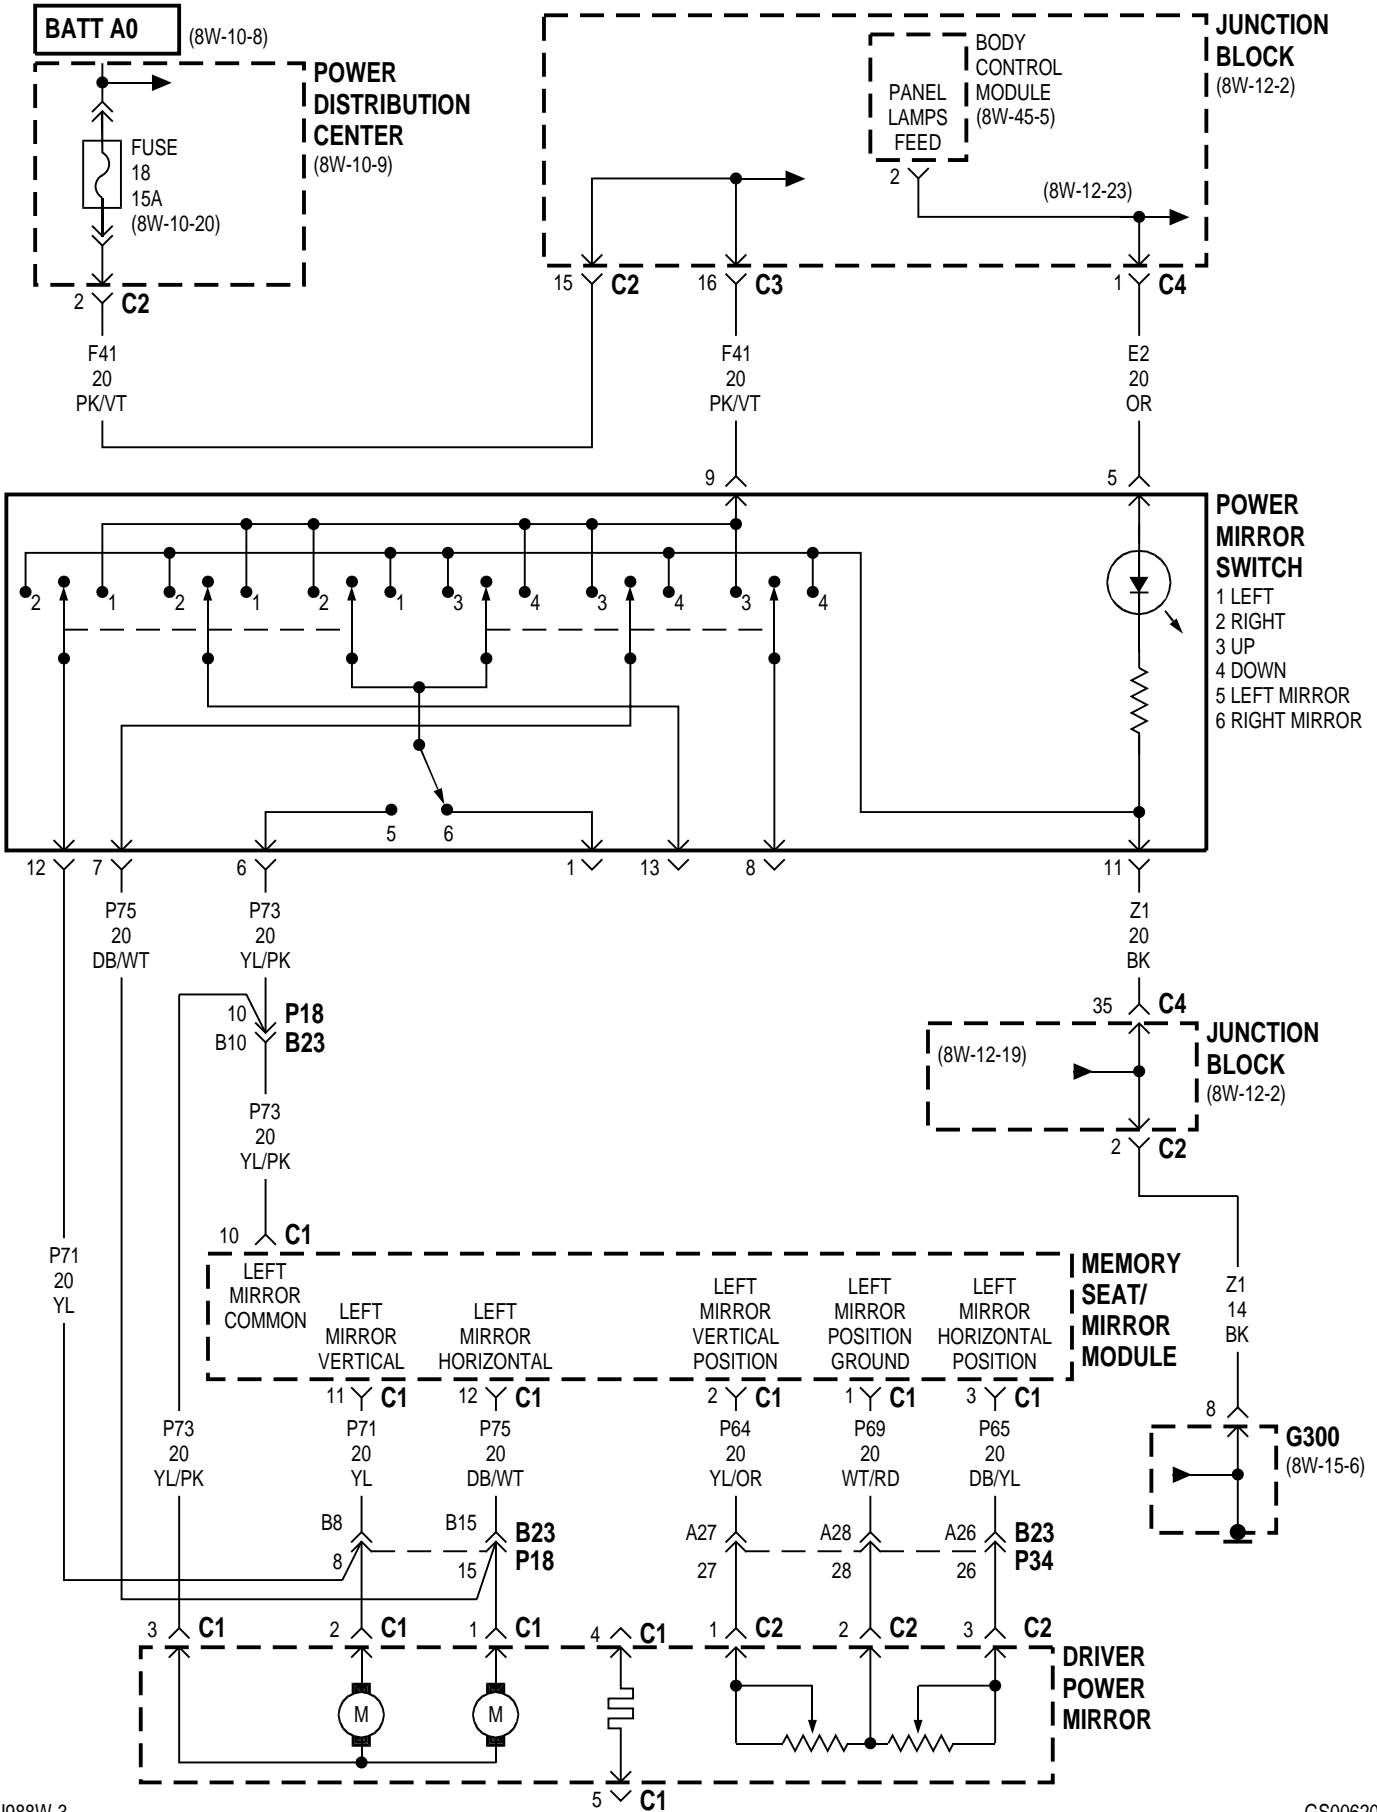 BATT A0
(8W-10-8)
POWER
DISTRIBUTION
CENTER
(8W-10-9)
FUSE
18
15A
(8W-10-20)
2
C2
JUNCTION
BLOCK
(8W-12-2)
BODY
CONTROL
MODULE
(8W-45-5)
PANEL
LAMPS
FEED
2
(8W-12-23)
15
C2
16
C3
1
C4
F41
20
PK/VT
F41
20
PK/VT
E2
20
OR
9
5
POWER
MIRROR
SWITCH
1 LEFT
2 RIGHT
3 UP
4 DOWN
5 LEFT MIRROR
6 RIGHT MIRROR
2
1
2
1
2
1
3
4
3
4
3
4
5
6
12
7
6
1
13
8
11
P75
20
DB/WT
P73
20
YL/PK
Z1
20
BK
10
P18
B10
B23
35
C4
JUNCTION
BLOCK
(8W-12-2)
(8W-12-19)
P73
20
YL/PK
2
C2
10
C1
P71
20
YL
MEMORY
SEAT/
MIRROR
MODULE
LEFT
MIRROR
COMMON
LEFT
MIRROR
VERTICAL
LEFT
MIRROR
HORIZONTAL
LEFT
MIRROR
VERTICAL
POSITION
LEFT
MIRROR
POSITION
GROUND
LEFT
MIRROR
HORIZONTAL
POSITION
Z1
14
BK
11
C1
12
C1
2
C1
1
C1
3
C1
8
G300
(8W-15-6)
P73
20
YL/PK
P71
20
YL
P75
20
DB/WT
P64
20
YL/OR
P69
20
WT/RD
P65
20
DB/YL
B8
B15
B23
A27
A28
A26
B23
8
15
P18
27
28
26
P34
3
C1
2
C1
1
C1
4
C1
1
C2
2
C2
3
C2
DRIVER
POWER
MIRROR
M
M
5
C1